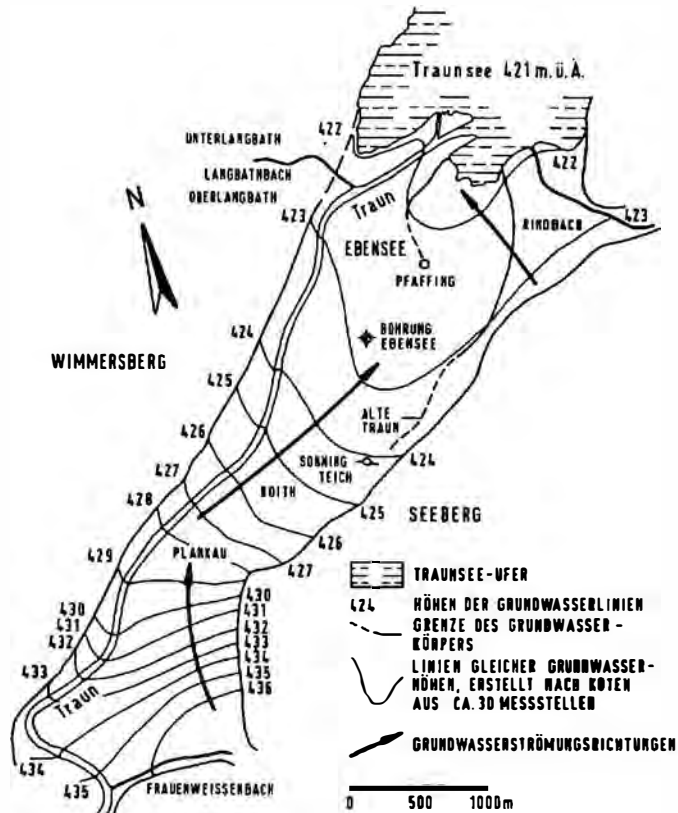 Traunsee 421 m.ü.A.
422
UNTERLANGBATH
LANGBATHBACH
OBERLANGBATH
422
N
Traun
423
RINDBACH
423
EBENSEE
PFAFFING
424
BOHRUNG
EBENSEE
WIMMERSBERG
425
ALTE
TRAUN
426
SONNING
TEICH
424
427
NOITH
425
SEEBERG
428
426
PLANKAU
427
429
430
430
431
431
432
432
433
433
434
435
436
Traun
434
435
FRAUENWEISSENBACH
TRAUNSEE-UFER
424 HÖHEN DER GRUNDWASSERLINIEN
GRENZE DES GRUNDWASSER-
KÖRPERS
LINIEN GLEICHER GRUNDWASSER-
HÖHEN, ERSTELLT NACH KOTEN
AUS CA. 30 MESSSTELLEN
GRUNDWASSERSTRÖMUNGSRICHTUNGEN
0 500 1000m